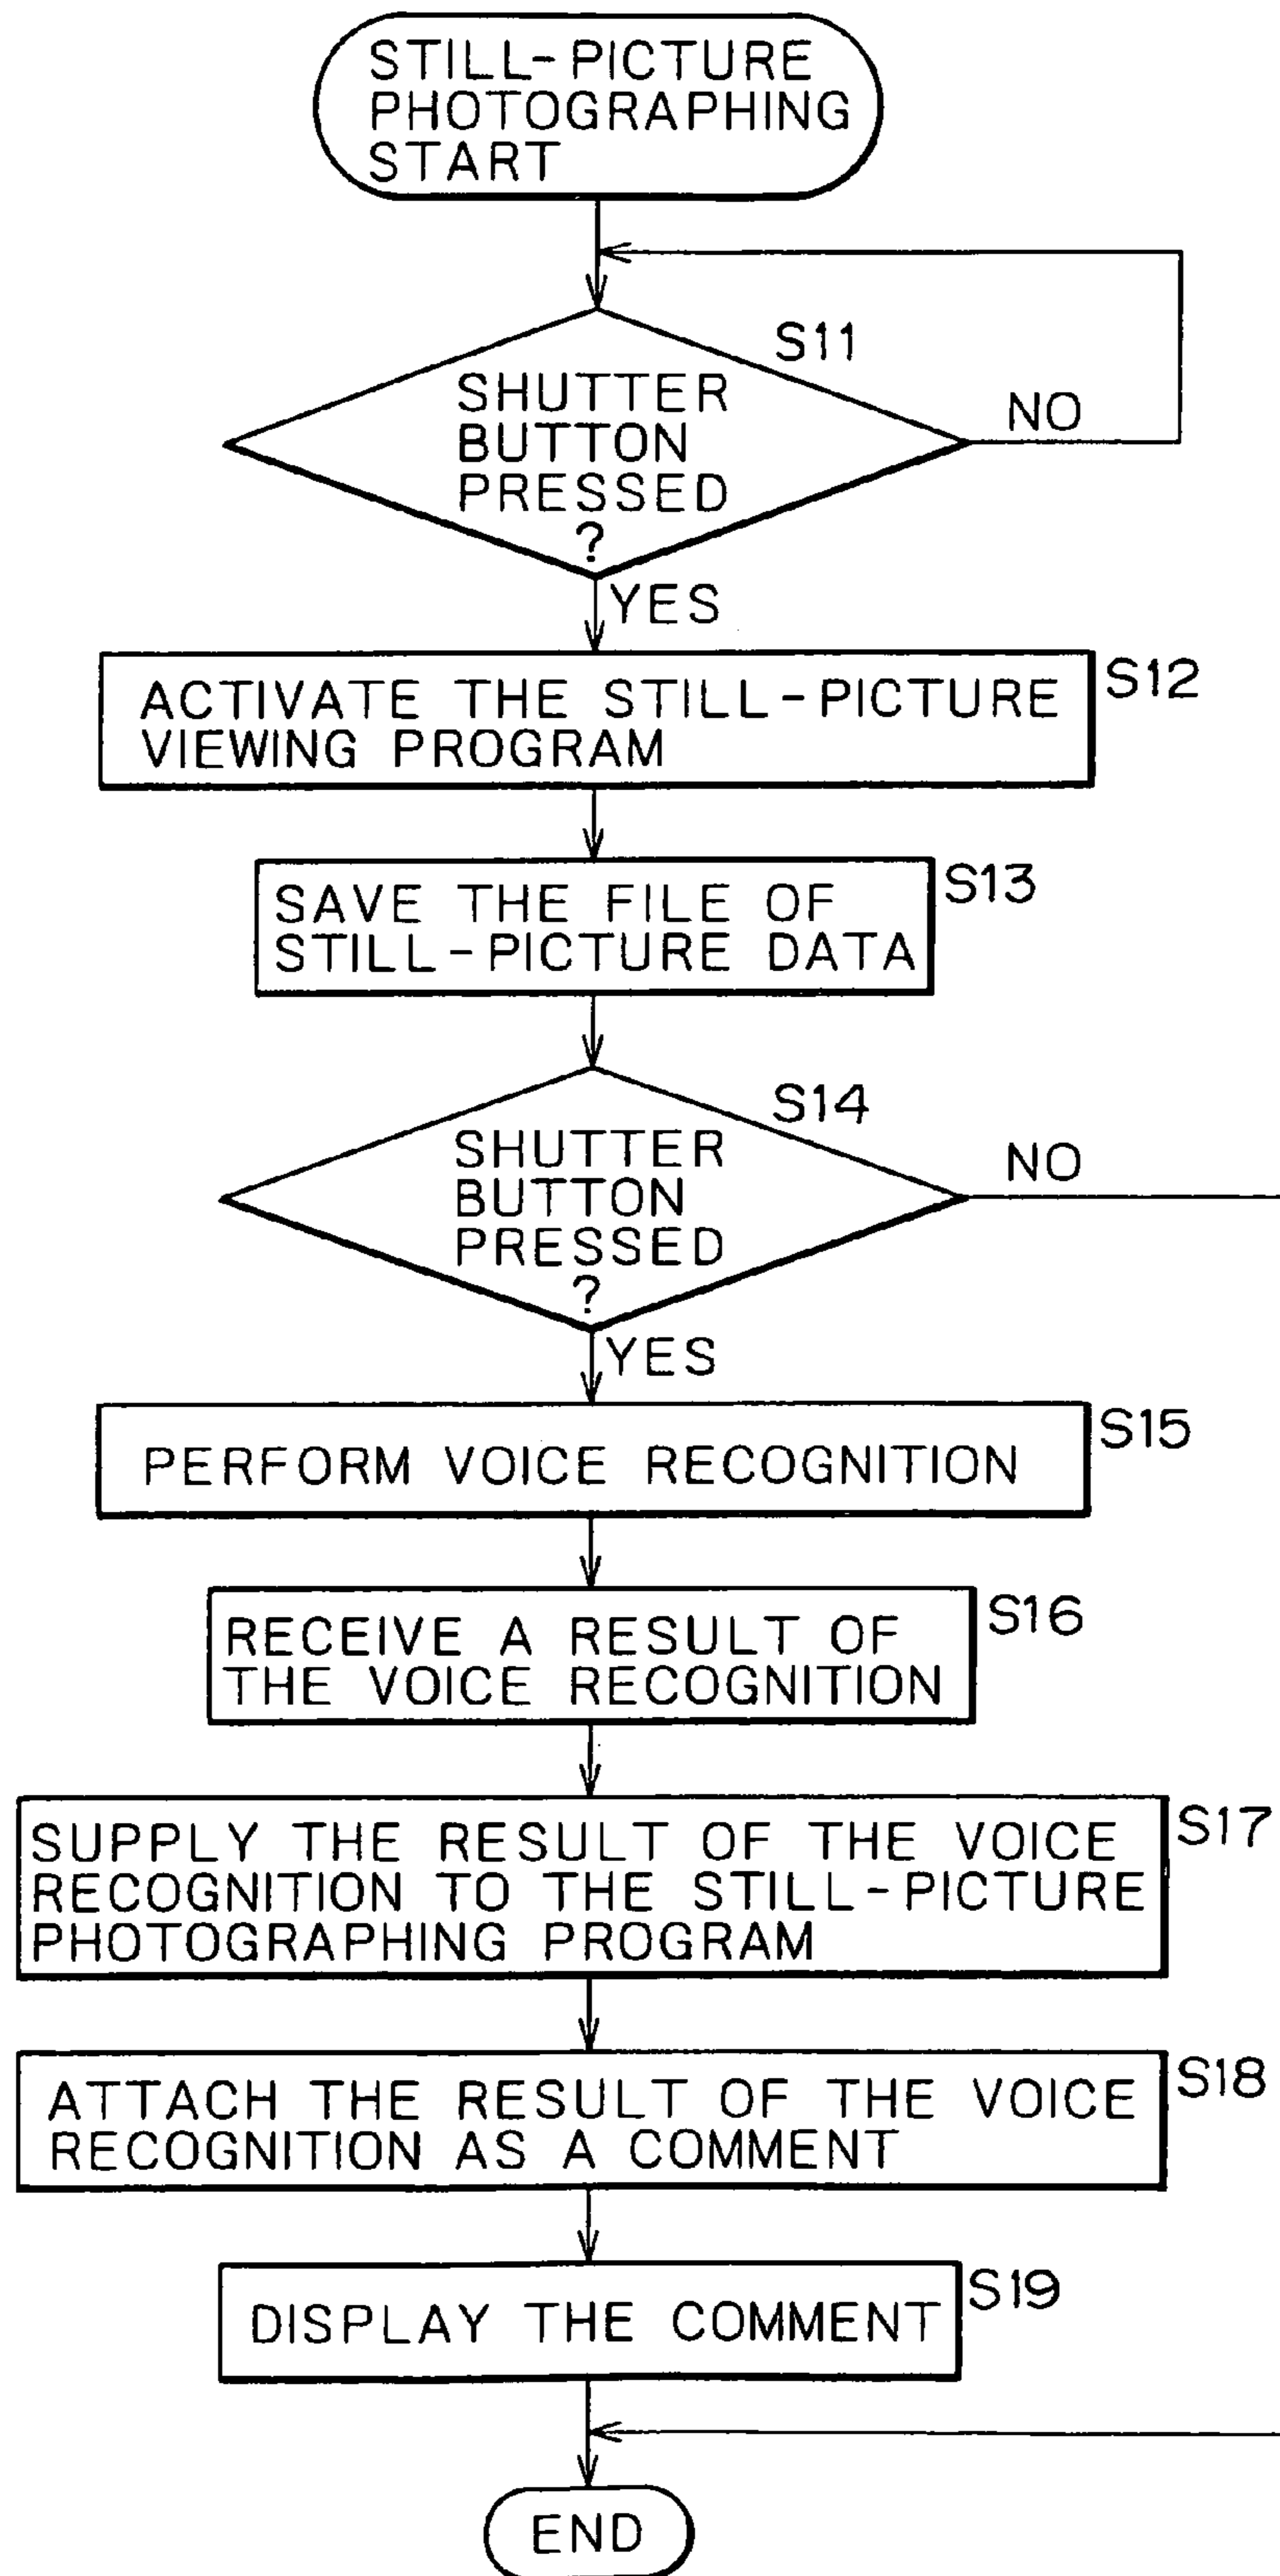 STILL-PICTURE
PHOTOGRAPHING
START
S11
SHUTTER
BUTTON
PRESSED
?
NO
YES
S12
ACTIVATE THE STILL-PICTURE
VIEWING PROGRAM
S13
SAVE THE FILE OF
STILL-PICTURE DATA
S14
SHUTTER
BUTTON
PRESSED
?
NO
YES
S15
PERFORM VOICE RECOGNITION
S16
RECEIVE A RESULT OF
THE VOICE RECOGNITION
S17
SUPPLY THE RESULT OF THE VOICE
RECOGNITION TO THE STILL-PICTURE
PHOTOGRAPHING PROGRAM
S18
ATTACH THE RESULT OF THE VOICE
RECOGNITION AS A COMMENT
S19
DISPLAY THE COMMENT
END